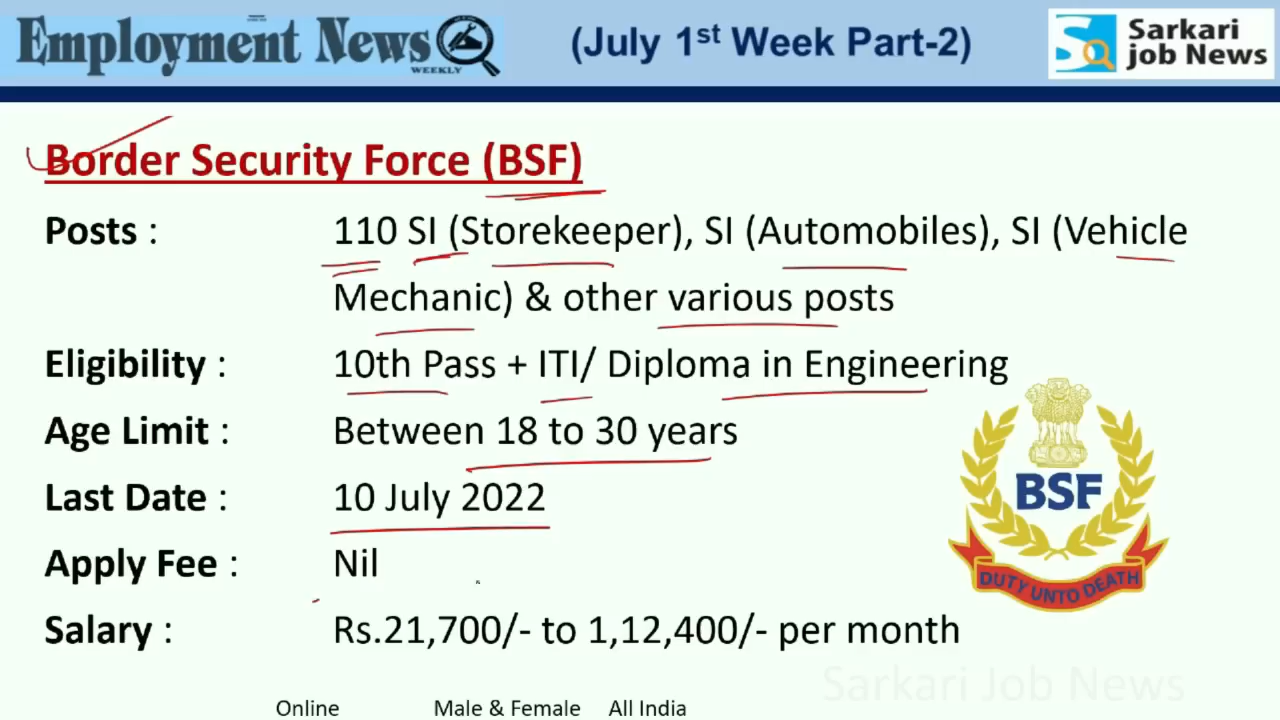 Employment News
WEEKLY
(July 1st Week Part-2)
Sarkari
job News
Border Security Force (BSF)
Posts : 110 SI (Storekeeper), SI (Automobiles), SI (Vehicle
Mechanic) & other various posts
Eligibility : 10th Pass + ITI/ Diploma in Engineering
Age Limit : Between 18 to 30 years
Last Date : 10 July 2022
Apply Fee : Nil
Salary : Rs.21,700/- to 1,12,400/- per month
BSF
DUTY UNTO DEATH
Sarkari Job News
Online Male & Female All India